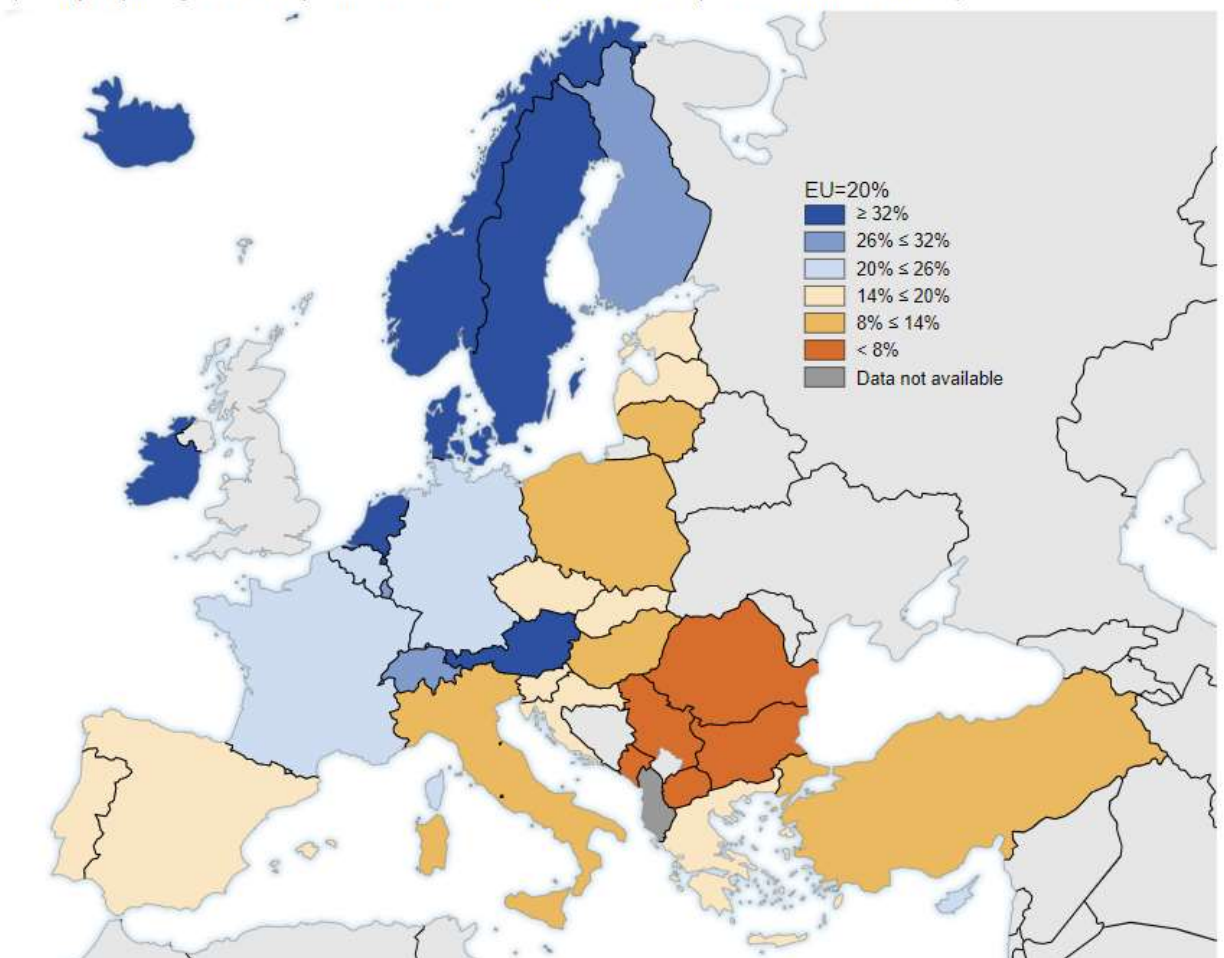 EU=20%
≥ 32%
26% ≤ 32%
20% ≤ 26%
14% ≤ 20%
8% ≤ 14%
< 8%
Data not available